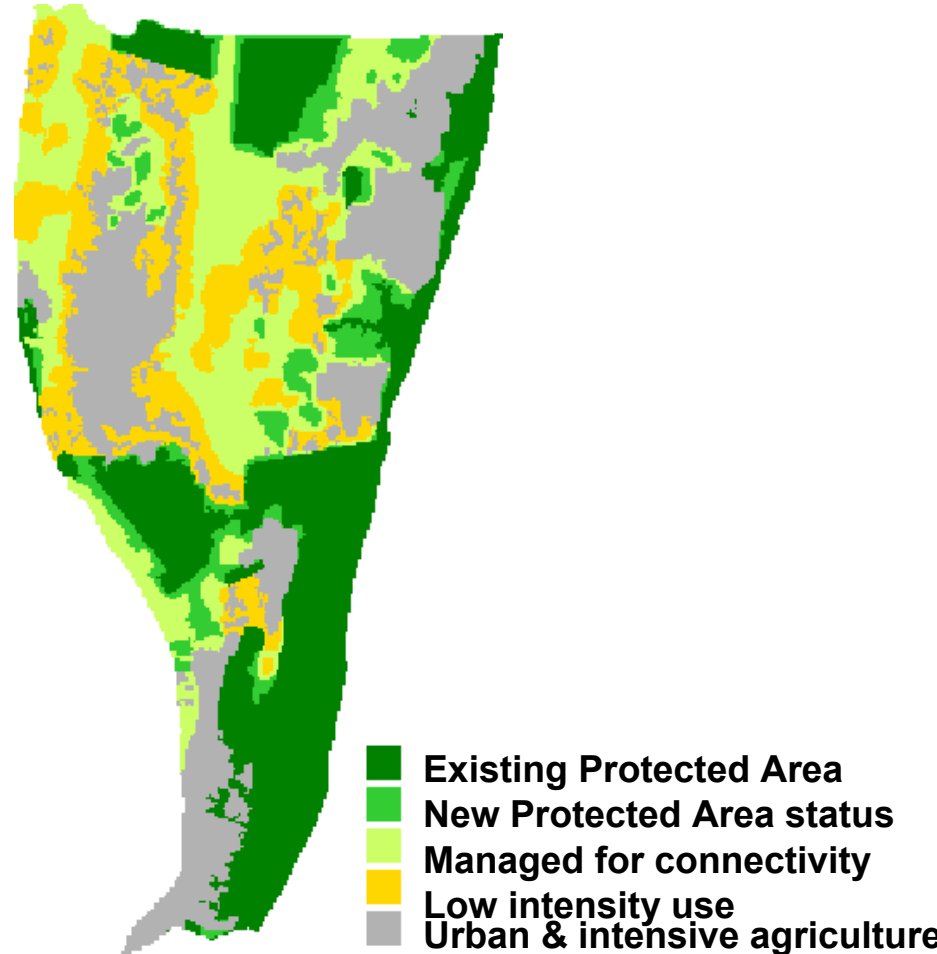 Existing Protected Area
New Protected Area status
Managed for connectivity
Low intensity use
Urban & intensive agriculture